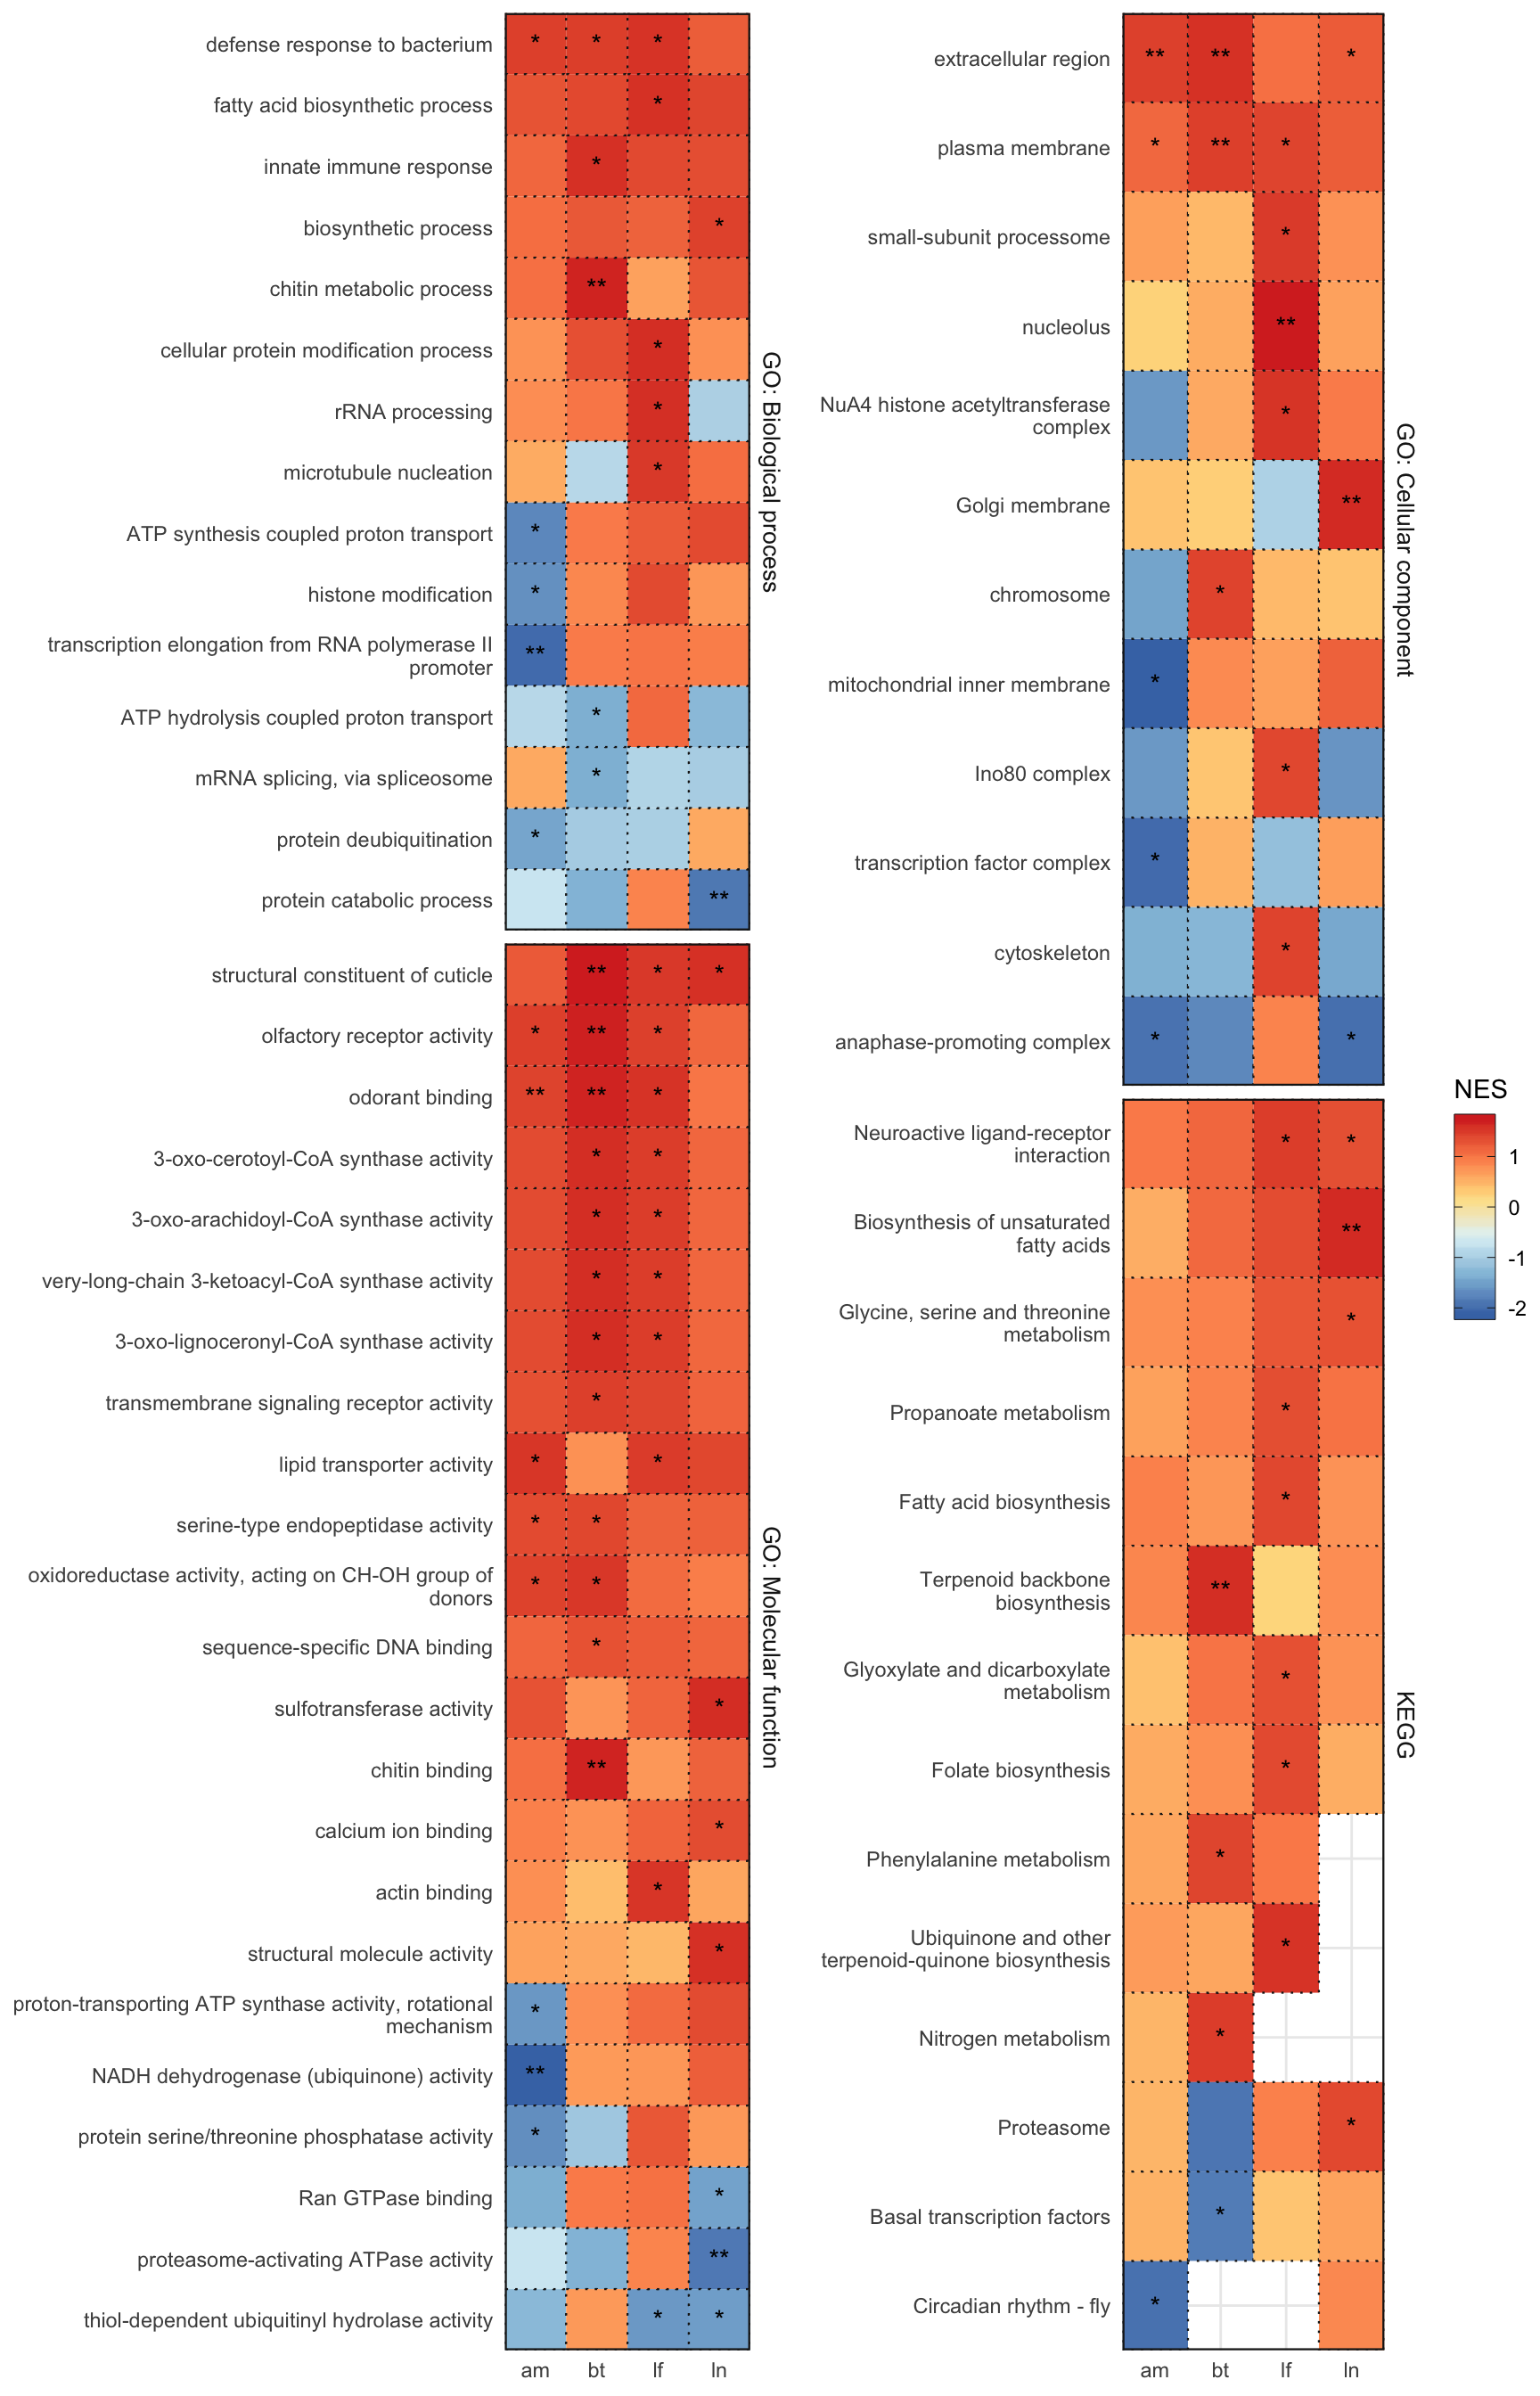 defense response to bacterium * * *
fatty acid biosynthetic process *
innate immune response *
biosynthetic process *
chitin metabolic process **
cellular protein modification process *
rRNA processing *
microtubule nucleation *
ATP synthesis coupled proton transport *
histone modification *
transcription elongation from RNA polymerase II
promoter **
ATP hydrolysis coupled proton transport *
mRNA splicing, via spliceosome *
protein deubiquitination *
protein catabolic process **
GO: Biological process
structural constituent of cuticle ** * *
olfactory receptor activity * ** *
odorant binding ** ** *
3-oxo-cerotoyl-CoA synthase activity * *
3-oxo-arachidoyl-CoA synthase activity * *
very-long-chain 3-ketoacyl-CoA synthase activity * *
3-oxo-lignoceronyl-CoA synthase activity * *
transmembrane signaling receptor activity *
lipid transporter activity * *
serine-type endopeptidase activity * *
oxidoreductase activity, acting on CH-OH group of
donors * *
sequence-specific DNA binding *
sulfotransferase activity *
chitin binding **
calcium ion binding *
actin binding *
structural molecule activity *
proton-transporting ATP synthase activity, rotational
mechanism *
NADH dehydrogenase (ubiquinone) activity **
protein serine/threonine phosphatase activity *
Ran GTPase binding *
proteasome-activating ATPase activity **
thiol-dependent ubiquitinyl hydrolase activity * *
GO: Molecular function
am bt lf ln
extracellular region ** ** *
plasma membrane * ** *
small-subunit processome *
nucleolus **
NuA4 histone acetyltransferase
complex *
Golgi membrane **
chromosome *
mitochondrial inner membrane *
Ino80 complex *
transcription factor complex *
cytoskeleton *
anaphase-promoting complex * *
GO: Cellular component
Neuroactive ligand-receptor
interaction * *
Biosynthesis of unsaturated
fatty acids **
Glycine, serine and threonine
metabolism *
Propanoate metabolism *
Fatty acid biosynthesis *
Terpenoid backbone
biosynthesis **
Glyoxylate and dicarboxylate
metabolism *
Folate biosynthesis *
Phenylalanine metabolism *
Ubiquinone and other
terpenoid-quinone biosynthesis *
Nitrogen metabolism *
Proteasome *
Basal transcription factors *
Circadian rhythm - fly *
KEGG
am bt lf ln
NES
1
0
-1
-2